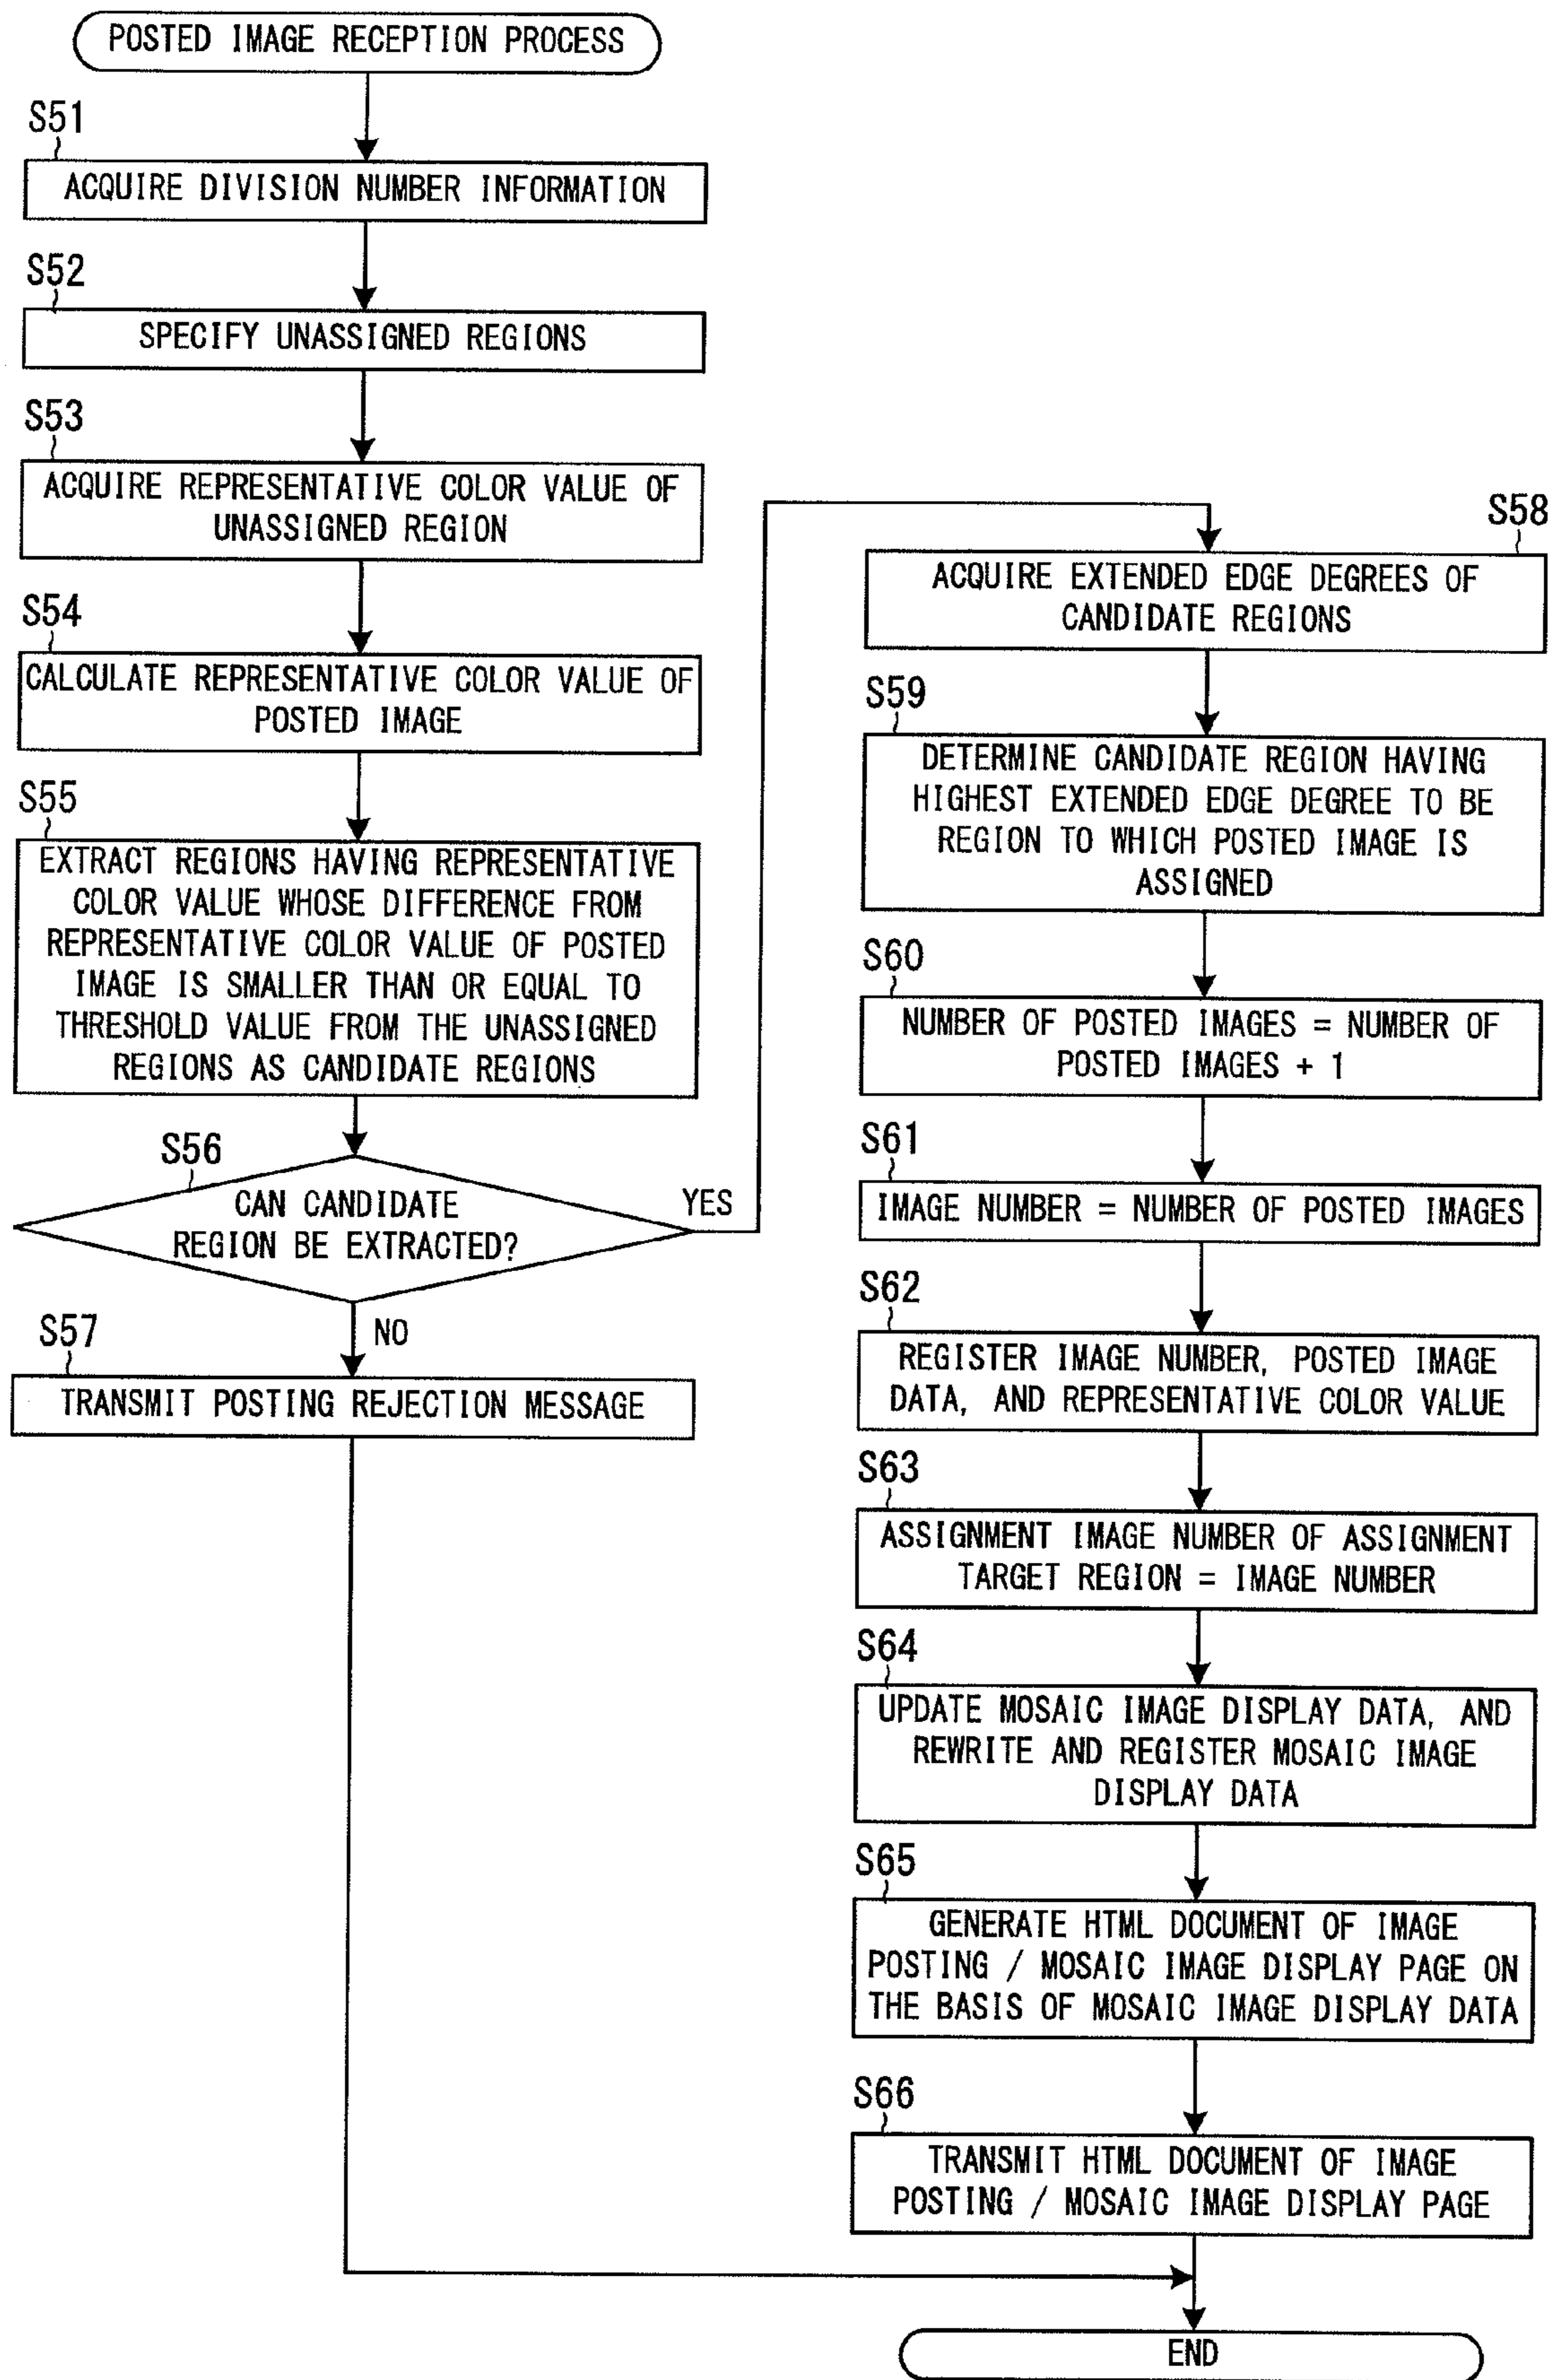 POSTED IMAGE RECEPTION PROCESS
S51
ACQUIRE DIVISION NUMBER INFORMATION
S52
SPECIFY UNASSIGNED REGIONS
S53
ACQUIRE REPRESENTATIVE COLOR VALUE OF
UNASSIGNED REGION
S54
CALCULATE REPRESENTATIVE COLOR VALUE OF
POSTED IMAGE
S55
EXTRACT REGIONS HAVING REPRESENTATIVE
COLOR VALUE WHOSE DIFFERENCE FROM
REPRESENTATIVE COLOR VALUE OF POSTED
IMAGE IS SMALLER THAN OR EQUAL TO
THRESHOLD VALUE FROM THE UNASSIGNED
REGIONS AS CANDIDATE REGIONS
S56
CAN CANDIDATE
REGION BE EXTRACTED?
YES
NO
S57
TRANSMIT POSTING REJECTION MESSAGE
S58
ACQUIRE EXTENDED EDGE DEGREES OF
CANDIDATE REGIONS
S59
DETERMINE CANDIDATE REGION HAVING
HIGHEST EXTENDED EDGE DEGREE TO BE
REGION TO WHICH POSTED IMAGE IS
ASSIGNED
S60
NUMBER OF POSTED IMAGES = NUMBER OF
POSTED IMAGES + 1
S61
IMAGE NUMBER = NUMBER OF POSTED IMAGES
S62
REGISTER IMAGE NUMBER, POSTED IMAGE
DATA, AND REPRESENTATIVE COLOR VALUE
S63
ASSIGNMENT IMAGE NUMBER OF ASSIGNMENT
TARGET REGION = IMAGE NUMBER
S64
UPDATE MOSAIC IMAGE DISPLAY DATA, AND
REWRITE AND REGISTER MOSAIC IMAGE
DISPLAY DATA
S65
GENERATE HTML DOCUMENT OF IMAGE
POSTING / MOSAIC IMAGE DISPLAY PAGE ON
THE BASIS OF MOSAIC IMAGE DISPLAY DATA
S66
TRANSMIT HTML DOCUMENT OF IMAGE
POSTING / MOSAIC IMAGE DISPLAY PAGE
END